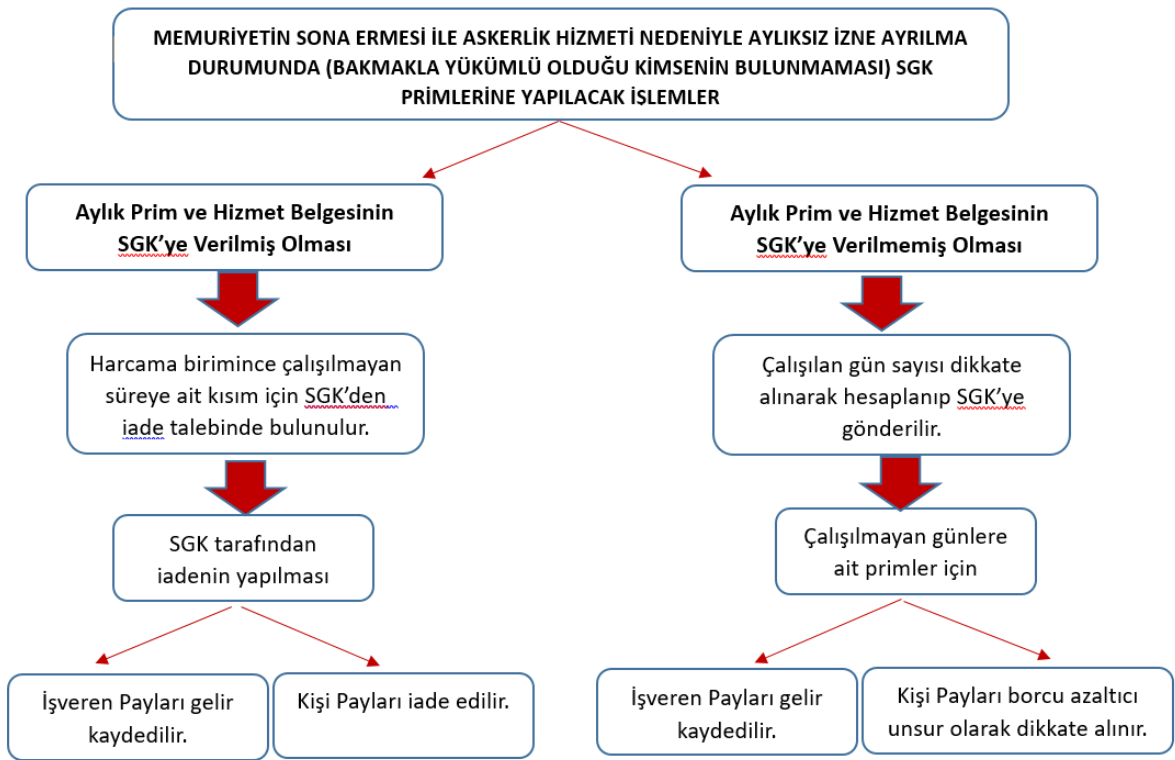 MEMURİYETİN SONA ERMESİ İLE ASKERLİK HİZMETİ NEDENİYLE AYLIKSIZ İZNE AYRILMA
DURUMUNDA (BAKMAKLA YÜKÜMLÜ OLDUĞU KİMSENİN BULUNMAMASI) SGK
PRİMLERİNE YAPILACAK İŞLEMLER
Aylık Prim ve Hizmet Belgesinin
SGK’ye Verilmiş Olması
Harcama birimince çalışılmayan
süreye ait kısım için SGK’den
iade talebinde bulunulur.
SGK tarafından
iadenin yapılması
İşveren Payları gelir
kaydedilir.
Kişi Payları iade edilir.
Aylık Prim ve Hizmet Belgesinin
SGK’ye Verilmemiş Olması
Çalışılan gün sayısı dikkate
alınarak hesaplanıp SGK’ye
gönderilir.
Çalışılmayan günlere
ait primler için
İşveren Payları gelir
kaydedilir.
Kişi Payları borcu azaltıcı
unsur olarak dikkate alınır.